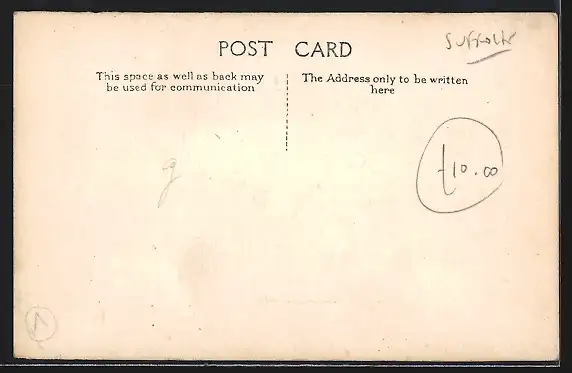 Suffolk
POST CARD
This space as well as back may
be used for communication
The Address only to be written
here
g
£10.00